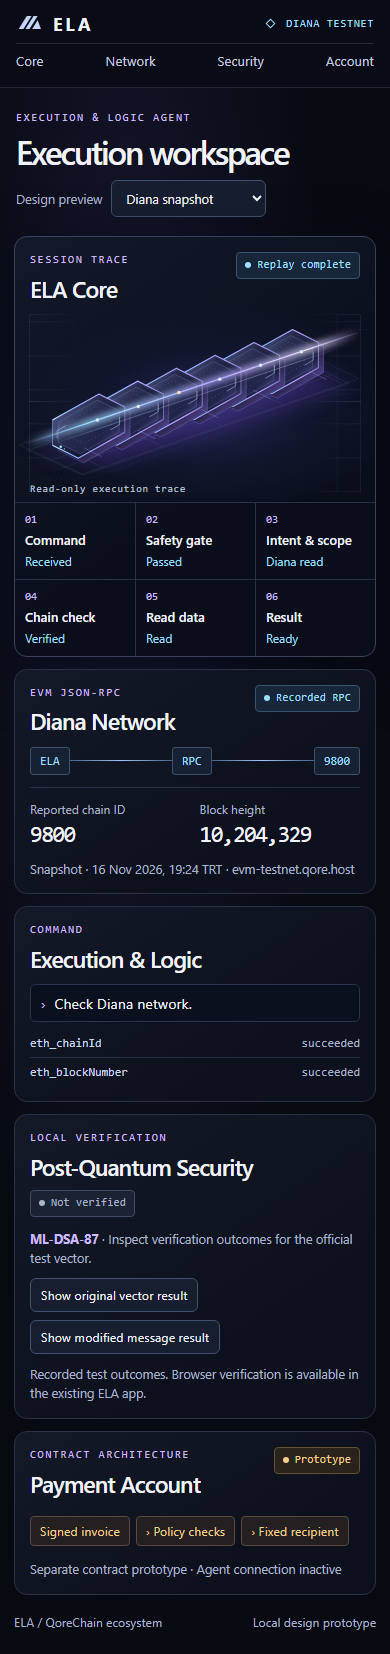 ELA
DIANA TESTNET
Core Network Security Account
EXECUTION & LOGIC AGENT
Execution workspace
Design preview Diana snapshot
SESSION TRACE
Replay complete
ELA Core
Read-only execution trace
01 02 03
Command Safety gate Intent & scope
Received Passed Diana read
04 05 06
Chain check Read data Result
Verified Read Ready
EVM JSON-RPC
Recorded RPC
Diana Network
ELA RPC 9800
Reported chain ID Block height
9800 10,204,329
Snapshot · 16 Nov 2026, 19:24 TRT · evm-testnet.qore.host
COMMAND
Execution & Logic
› Check Diana network.
eth_chainId succeeded
eth_blockNumber succeeded
LOCAL VERIFICATION
Post-Quantum Security
Not verified
ML-DSA-87 · Inspect verification outcomes for the official
test vector.
Show original vector result
Show modified message result
Recorded test outcomes. Browser verification is available in
the existing ELA app.
CONTRACT ARCHITECTURE
Prototype
Payment Account
Signed invoice › Policy checks › Fixed recipient
Separate contract prototype · Agent connection inactive
ELA / QoreChain ecosystem Local design prototype